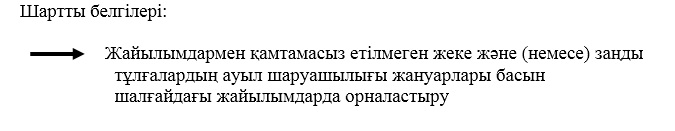 Шартты белгілері:
Жайылымдармен қамтамасыз етілмеген жеке және (немесе) заңды
тұлғалардың ауыл шаруашылығы жануарлары басын
шалғайдағы жайылымдарда орналастыру